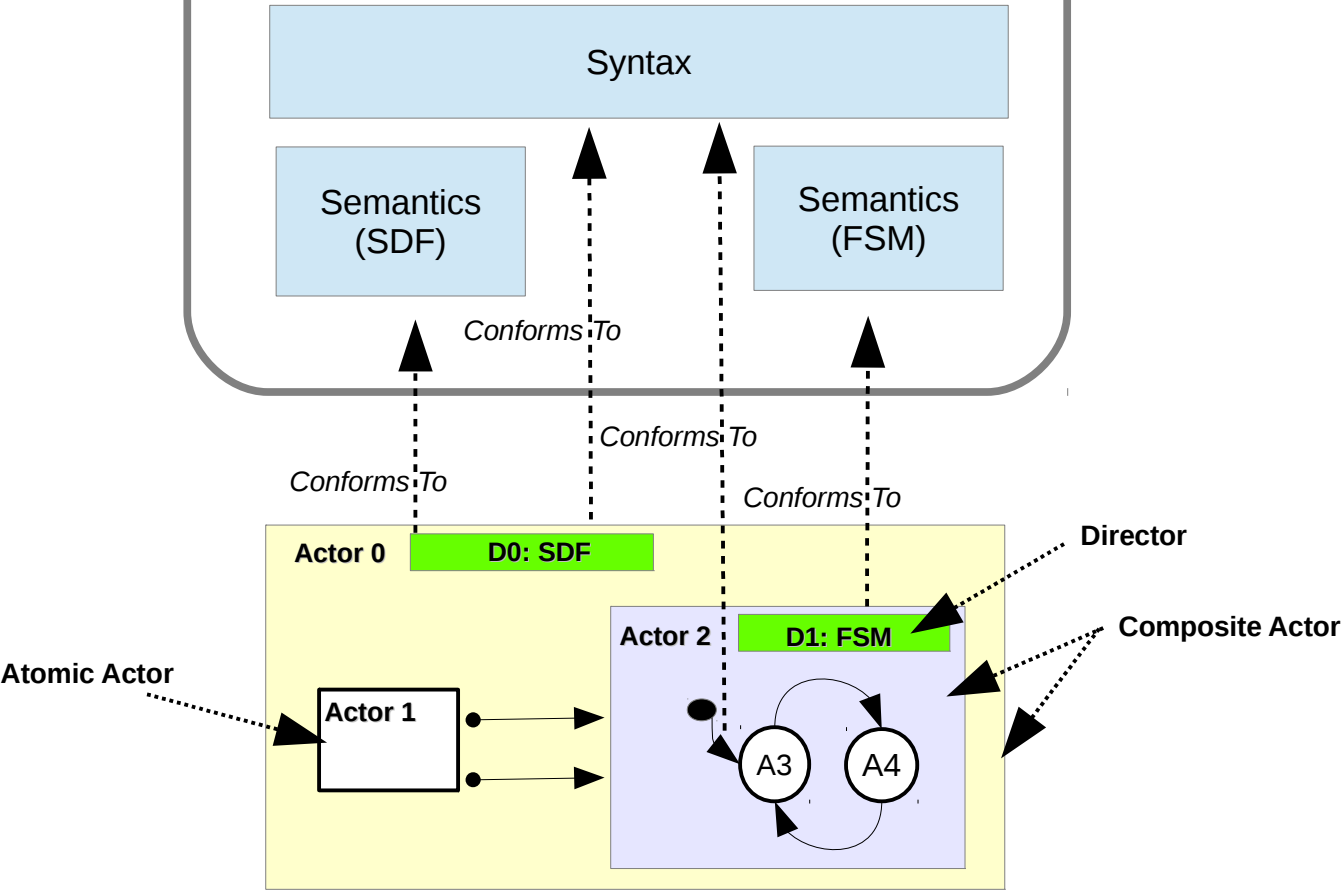 Syntax
Semantics
(SDF)
Semantics
(FSM)
Conforms To
Conforms To
Conforms To
Conforms To
Actor 0
D0: SDF
Director
Actor 2
D1: FSM
Composite Actor
Atomic Actor
Actor 1
A3
A4